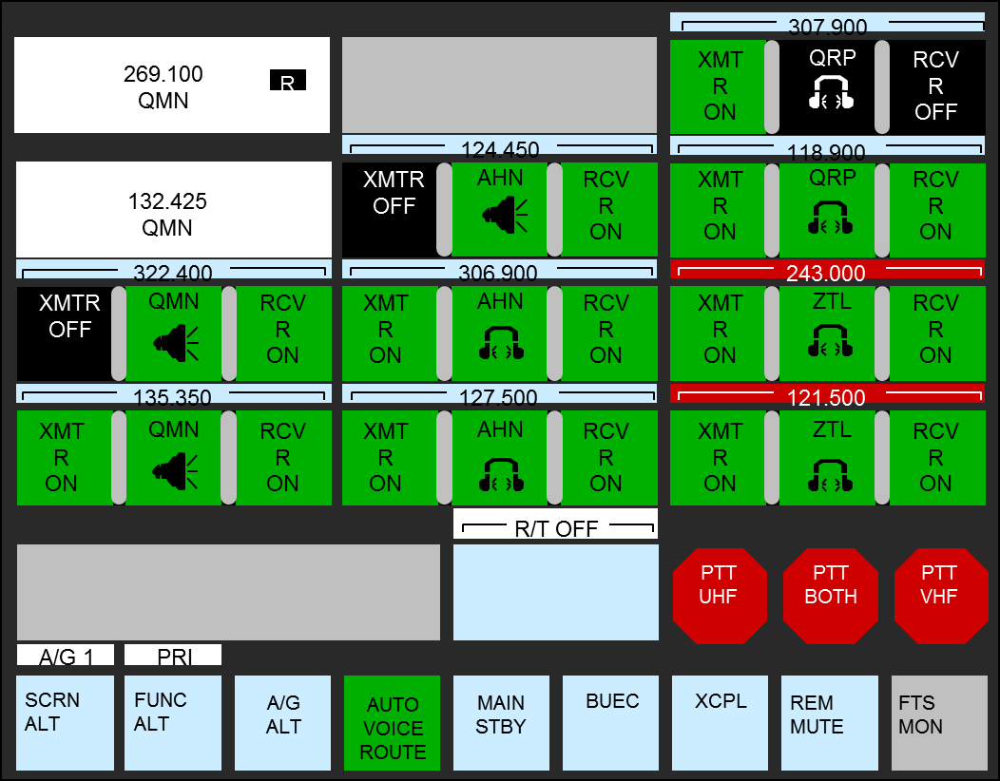 307.900
269.100
QMN
R
XMT
R
ON
QRP
RCV
R
OFF
124.450
118.900
132.425
QMN
XMTR
OFF
AHN
RCV
R
ON
XMT
R
ON
QRP
RCV
R
ON
322.400
306.900
243.000
XMTR
OFF
QMN
RCV
R
ON
XMT
R
ON
AHN
RCV
R
ON
XMT
R
ON
ZTL
RCV
R
ON
135.350
127.500
121.500
XMT
R
ON
QMN
RCV
R
ON
XMT
R
ON
AHN
RCV
R
ON
XMT
R
ON
ZTL
RCV
R
ON
R/T OFF
PTT
UHF
PTT
BOTH
PTT
VHF
A/G 1
PRI
SCRN
ALT
FUNC
ALT
A/G
ALT
AUTO
VOICE
ROUTE
MAIN
STBY
BUEC
XCPL
REM
MUTE
FTS
MON